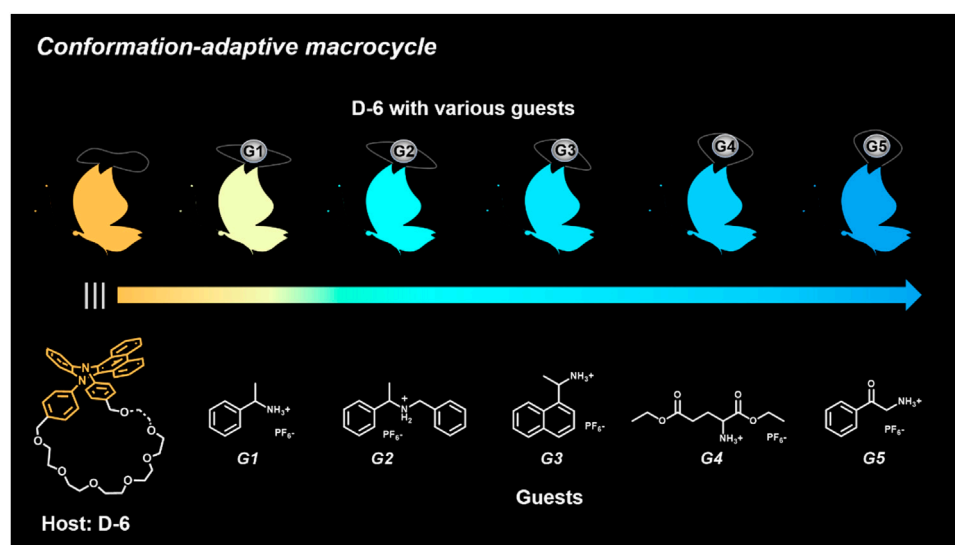 Conformation-adaptive macrocycle
D-6 with various guests
G1
G2
G3
G4
G5
N
N
O
O
O
O
O
O
O
Host: D-6
NH₃⁺
PF₆⁻
G1
N⁺
H₂
PF₆⁻
G2
NH₃⁺
PF₆⁻
G3
O
O
O
O
NH₃⁺
PF₆⁻
G4
O
NH₃⁺
PF₆⁻
G5
Guests